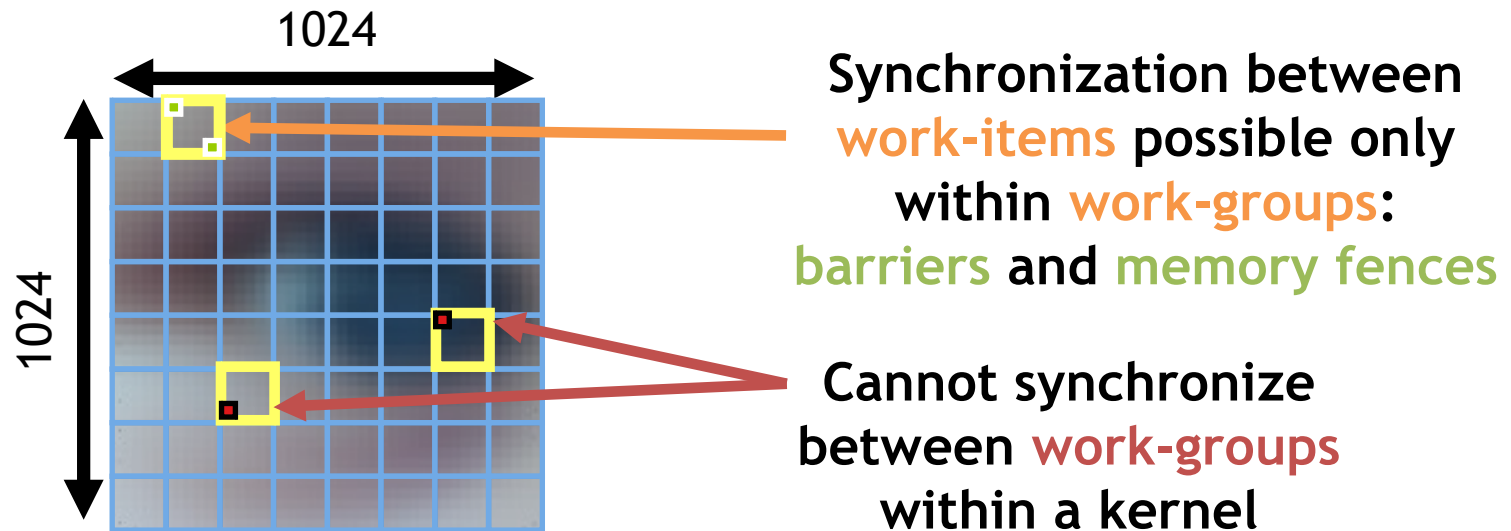 1024
1024
Synchronization between
work-items possible only
within work-groups:
barriers and memory fences
Cannot synchronize
between work-groups
within a kernel